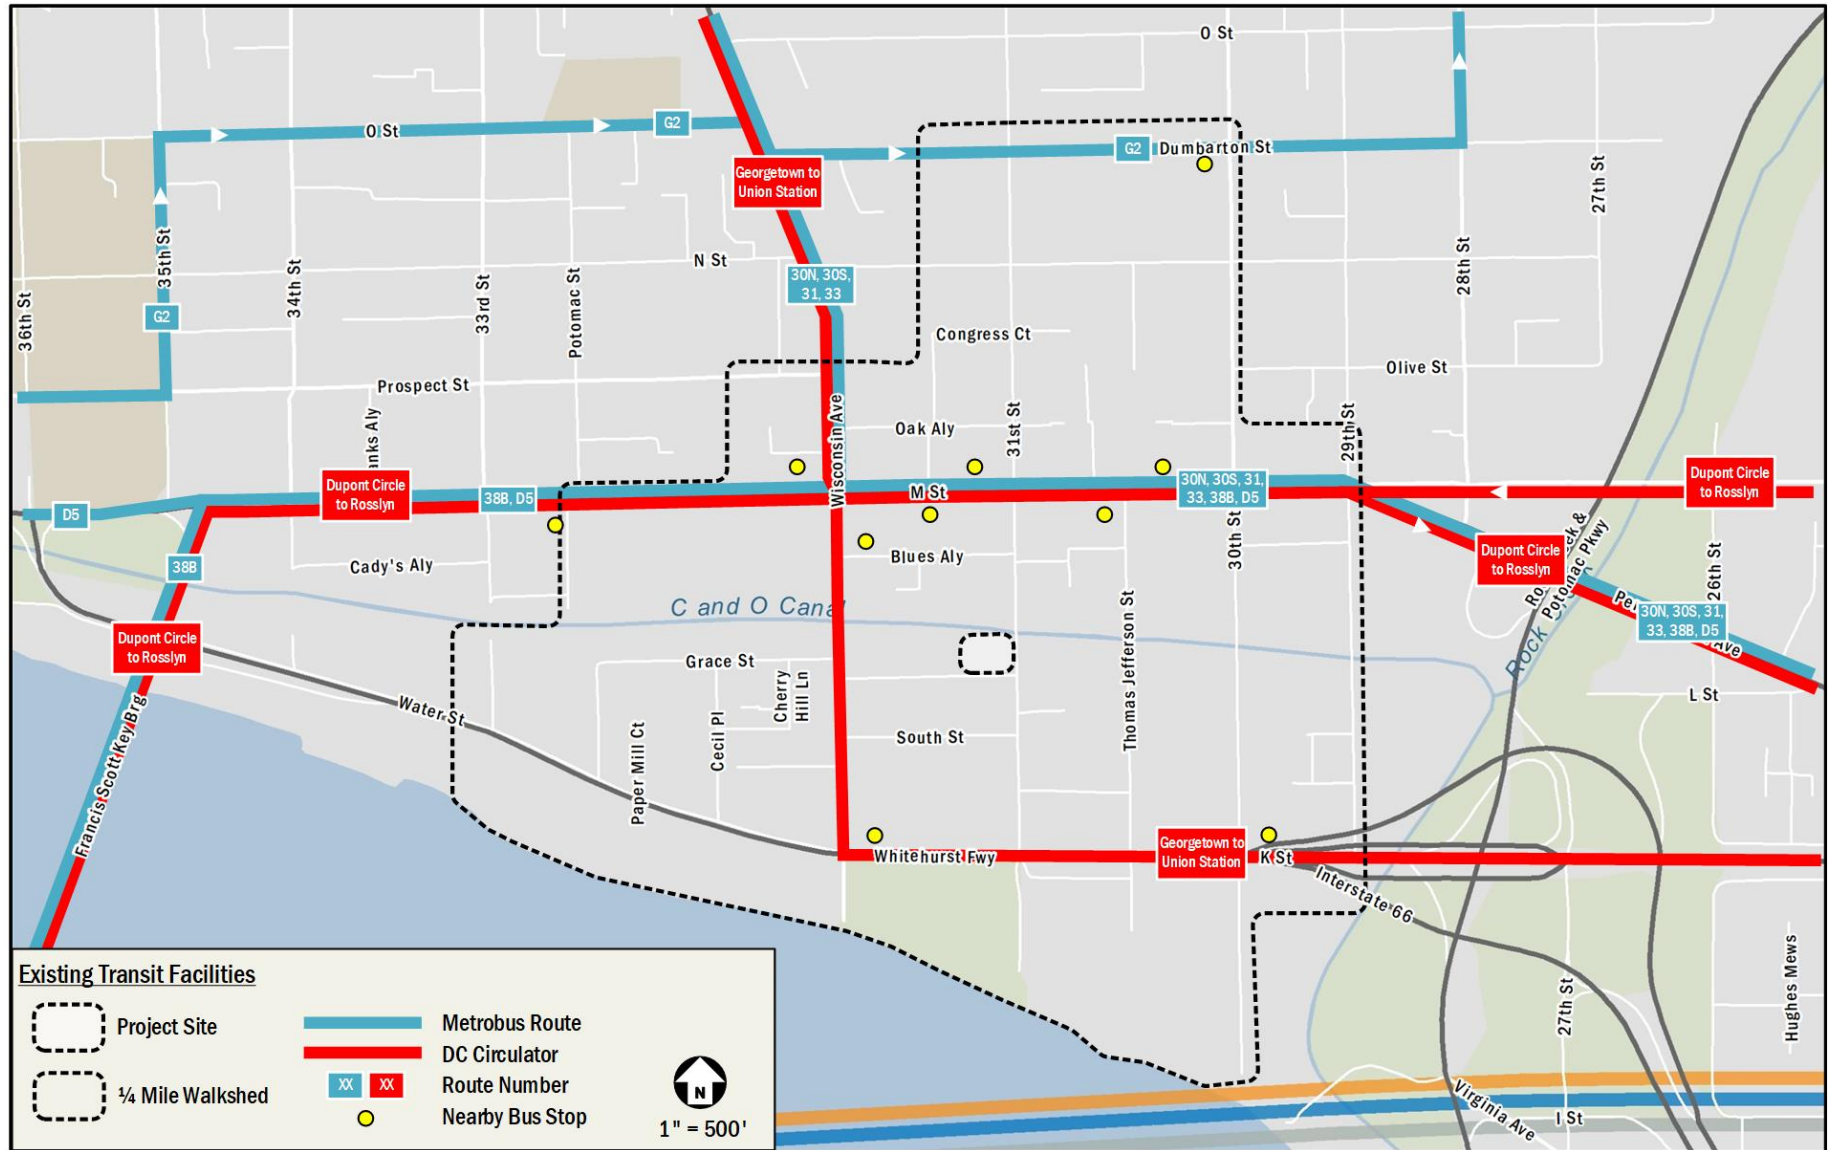 O St
O St
G2
Georgetown to
Union Station
G2
Dumbarton St
27th St
35th St
34th St
33rd St
Potomac St
N St
28th St
36th St
G2
30N, 30S,
31, 33
Congress Ct
Olive St
Prospect St
anks Aly
Wisconsin Ave
Oak Aly
31st St
29th St
Dupont Circle
to Rosslyn
38B, D5
M St
30N, 30S, 31,
33, 38B, D5
Dupont Circle
to Rosslyn
D5
30th St
Dupont Circle
to Rosslyn
ek &
Potomac Pkwy
26th St
38B
Cady's Aly
Blues Aly
C and O Canal
Thomas Jefferson St
Rock
30N, 30S, 31,
33, 38B, D5
Ave
Dupont Circle
to Rosslyn
Grace St
Cherry
Hill Ln
L St
Francis Scott Key Brg
Water St
Paper Mill Ct
Cecil Pl
South St
Whitehurst Fwy
Georgetown to
Union Station
K St
Interstate 66
27th St
Hughes Mews
Virginia Ave
I St
Existing Transit Facilities
Project Site
¼ Mile Walkshed
Metrobus Route
DC Circulator
XX XX Route Number
Nearby Bus Stop
N
1" = 500'